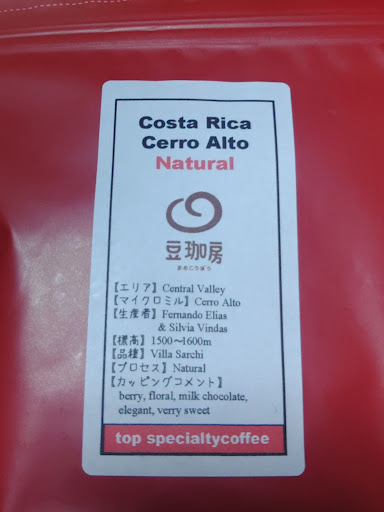 Costa Rica
Cerro Alto
Natural
豆珈房
まめこうぼう
【エリア】Central Valley
【マイクロミル】Cerro Alto
【生産者】Fernando Elias
& Silvia Vindas
【標高】1500~1600m
【品種】Villa Sarchi
【プロセス】Natural
【カッピングコメント】
berry, floral, milk chocolate,
elegant, verry sweet
top specialtycoffee